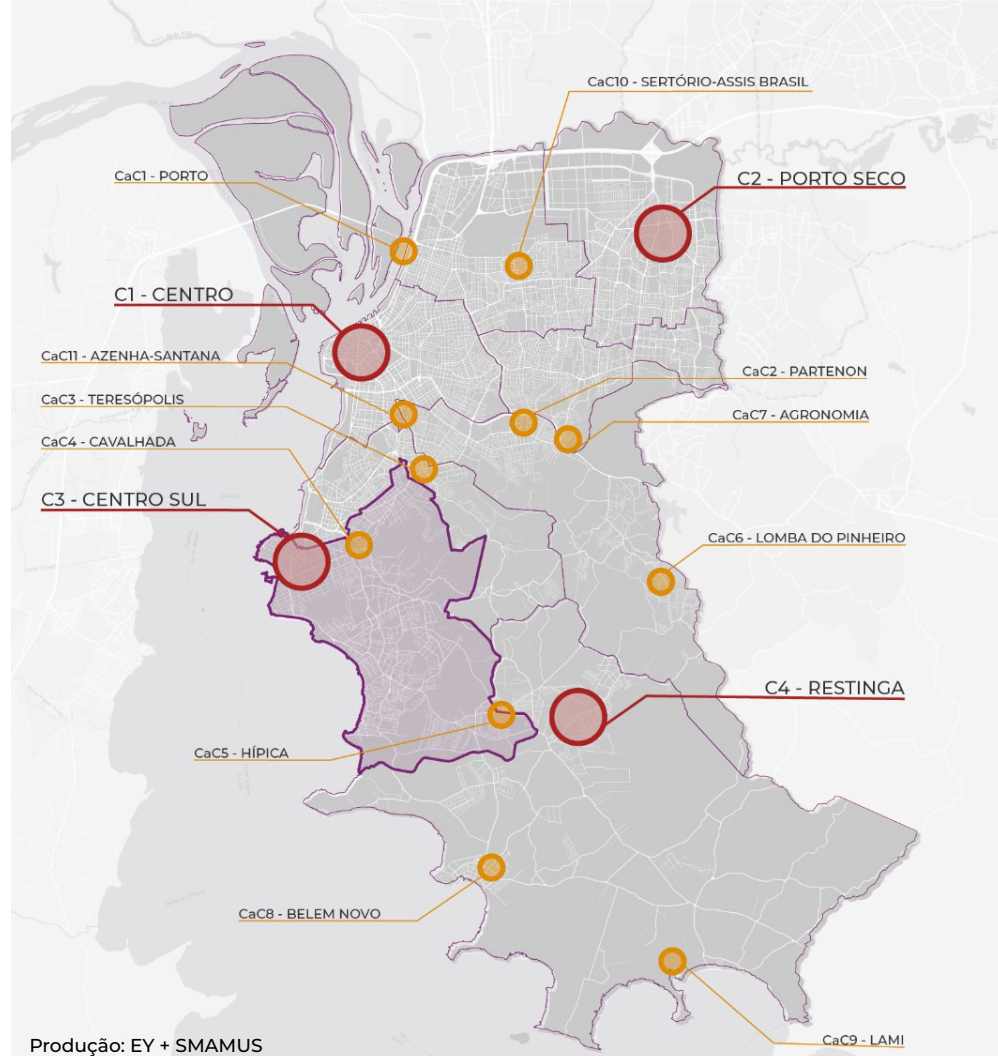 CaC10 - SERTÓRIO-ASSIS BRASIL
CaC1 - PORTO
C2 - PORTO SECO
C1 - CENTRO
CaC11 - AZENHA-SANTANA
CaC2 - PARTENON
CaC3 - TERESÓPOLIS
CaC7 - AGRONOMIA
CaC4 - CAVALHADA
C3 - CENTRO SUL
CaC6 - LOMBA DO PINHEIRO
C4 - RESTINGA
CaC5 - HÍPICA
CaC8 - BELEM NOVO
CaC9 - LAMI
Produção: EY + SMAMUS